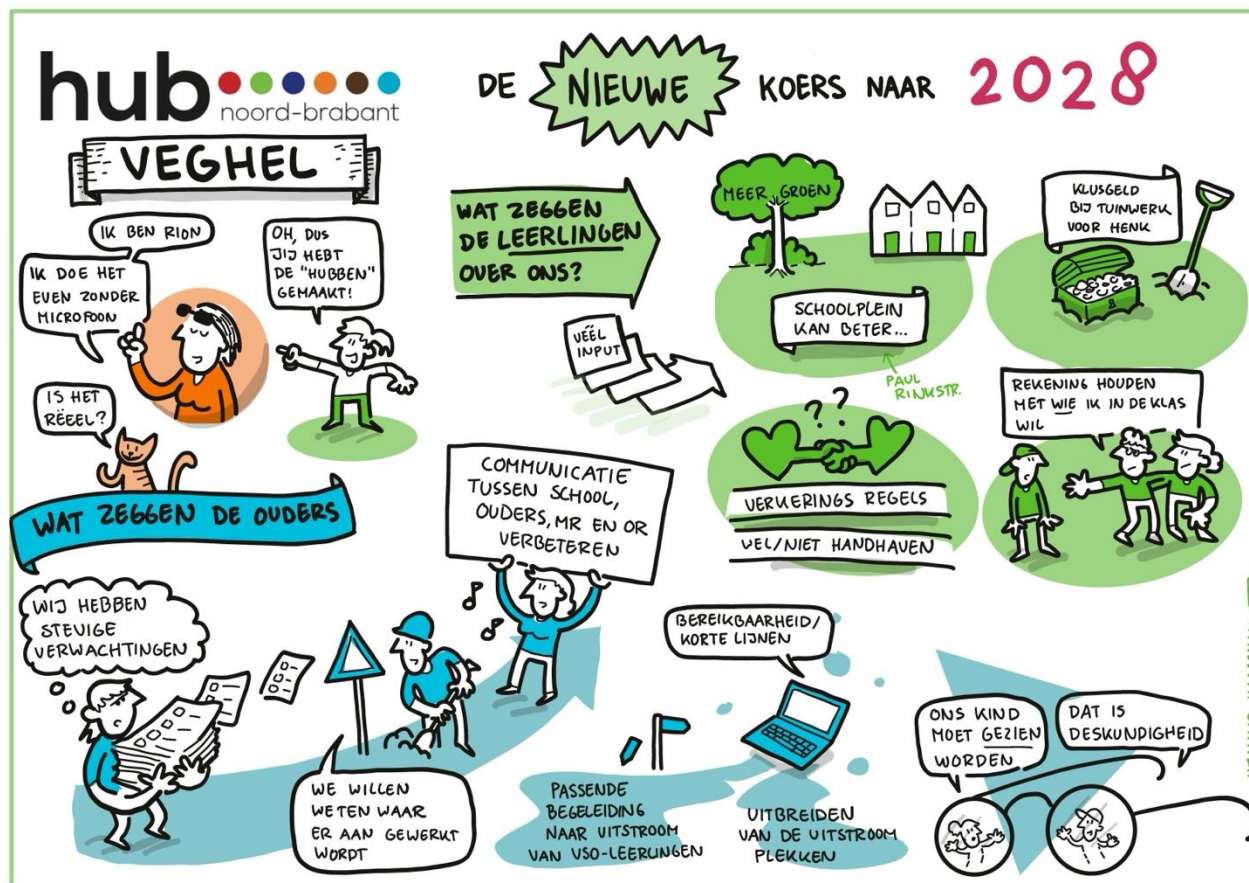 hub
noord-brabant
VEGHEL
DE NIEUWE KOERS NAAR 2028
IK BEN RION
IK DOE HET
EVEN ZONDER
MICROFOON
OH, DUS
JIJ HEBT
DE "HUBBEN"
GEMAAKT!
IS HET
RËEEL?
WAT ZEGGEN
DE LEERLINGEN
OVER ONS?
VEËL
INPUT
MEER GROEN
SCHOOLPLEIN
KAN BETER...
PAUL
RINKSTR.
KLUSGELD
BIJ TUINWERK
VOOR HENK
??
VERKERINGS REGELS
WEL/NIET HANDHAVEN
REKENING HOUDEN
MET WIE IK IN DE KLAS
WIL
WAT ZEGGEN DE OUDERS
WIJ HEBBEN
STEVIGE
VERWACHTINGEN
COMMUNICATIE
TUSSEN SCHOOL,
OUDERS, MR EN OR
VERBETEREN
WE WILLEN
WETEN WAAR
ER AAN GEWERKT
WORDT
BEREIKBAARHEID/
KORTE LIJNEN
PASSENDE
BEGELEIDING
NAAR UITSTROOM
VAN VSO-LEERLINGEN
UITBREIDEN
VAN DE UITSTROOM
PLEKKEN
ONS KIND
MOET GEZIEN
WORDEN
DAT IS
DESKUNDIGHEID